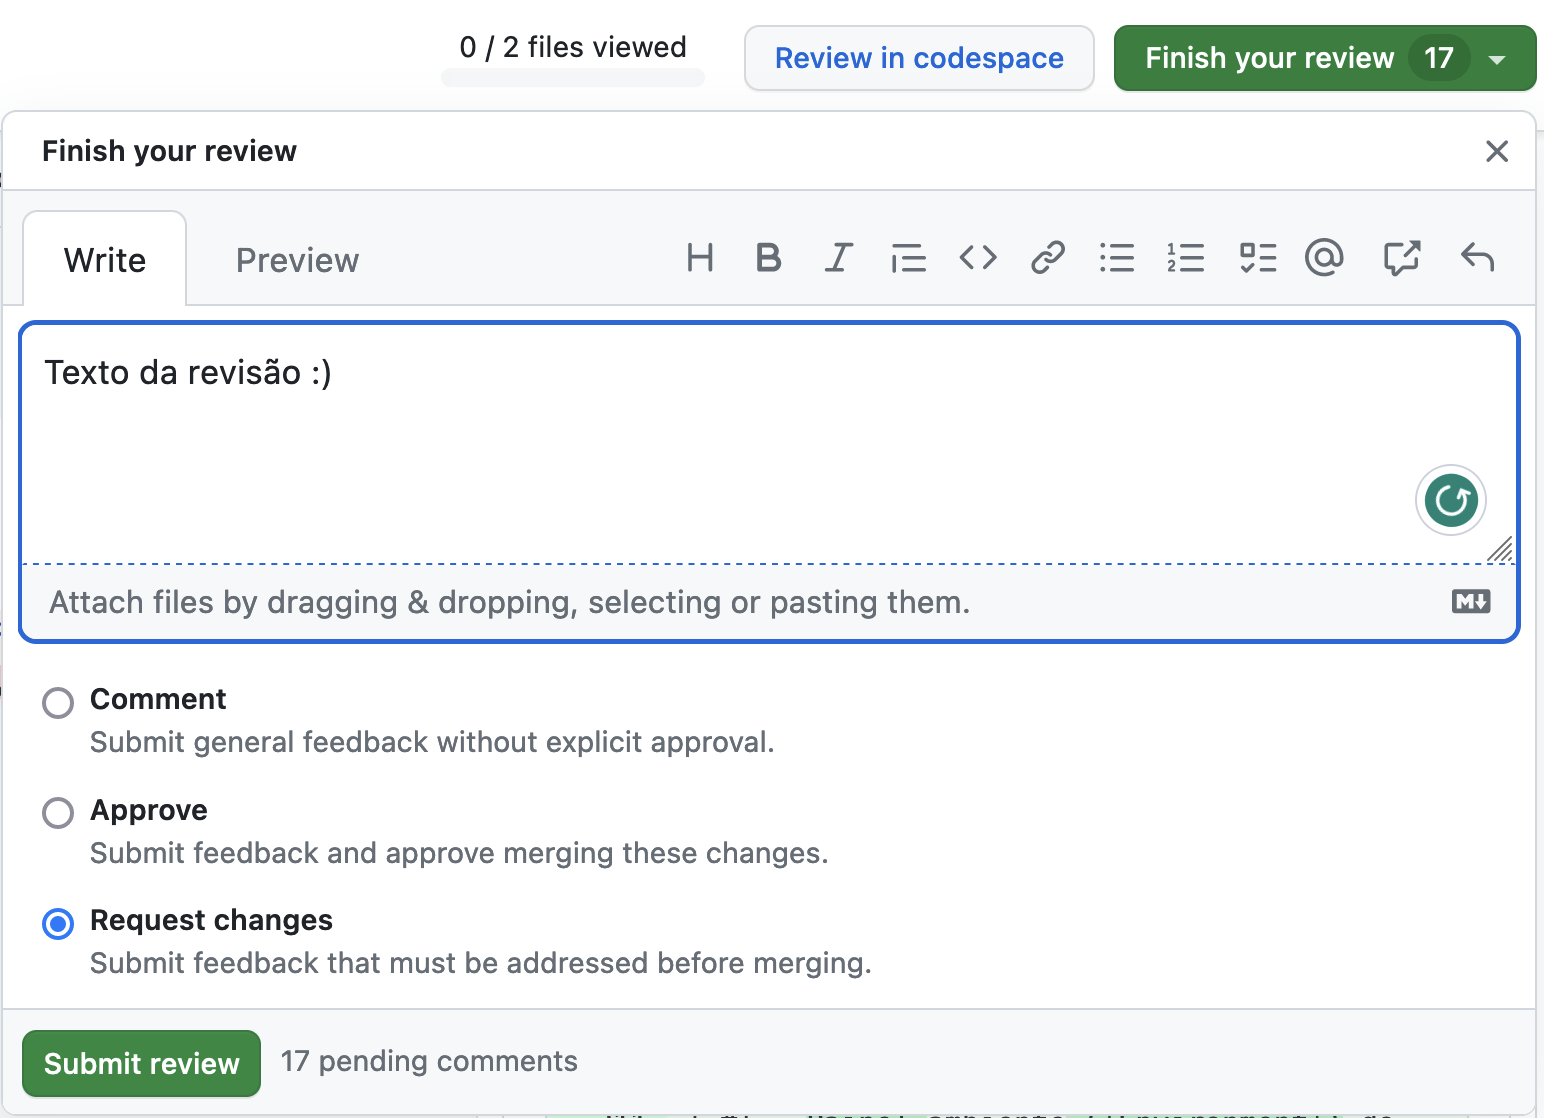 0 / 2 files viewed
Review in codespace
Finish your review 17
Finish your review
Write
Preview
Texto da revisão :)
Attach files by dragging & dropping, selecting or pasting them.
Comment
Submit general feedback without explicit approval.
Approve
Submit feedback and approve merging these changes.
Request changes
Submit feedback that must be addressed before merging.
Submit review
17 pending comments